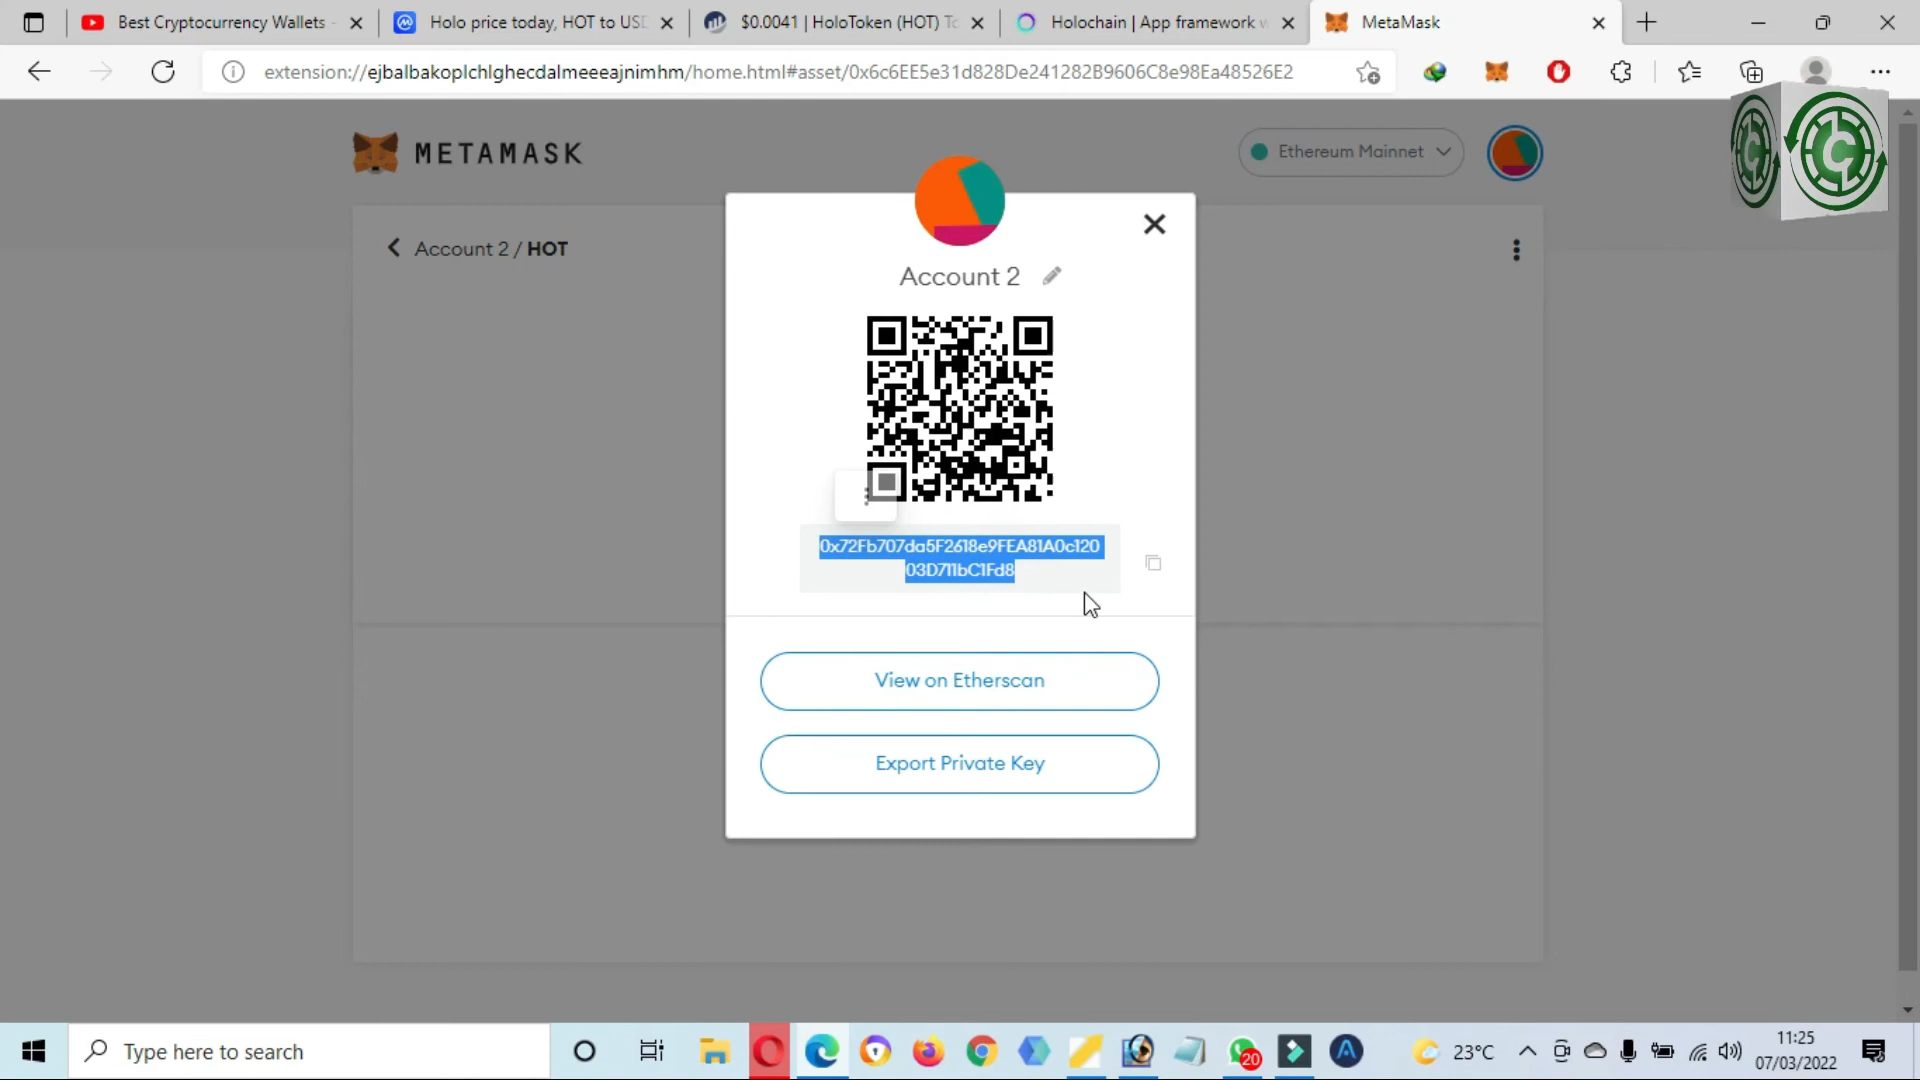 Best Cryptocurrency Wallets -
Holo price today, HOT to USD
$0.0041 | HoloToken (HOT) To
Holochain | App framework w
MetaMask
extension://ejbalbakoplchlghecdalmeeeajnimhm/home.html#asset/0x6c6EE5e31d828De241282B9606C8e98Ea48526E2
METAMASK
Ethereum Mainnet
Account 2 / HOT
Account 2
0x72Fb707da5F2618e9FEA81A0c120
03D711bC1Fd8
View on Etherscan
Export Private Key
Type here to search
20
23°C
11:25
07/03/2022